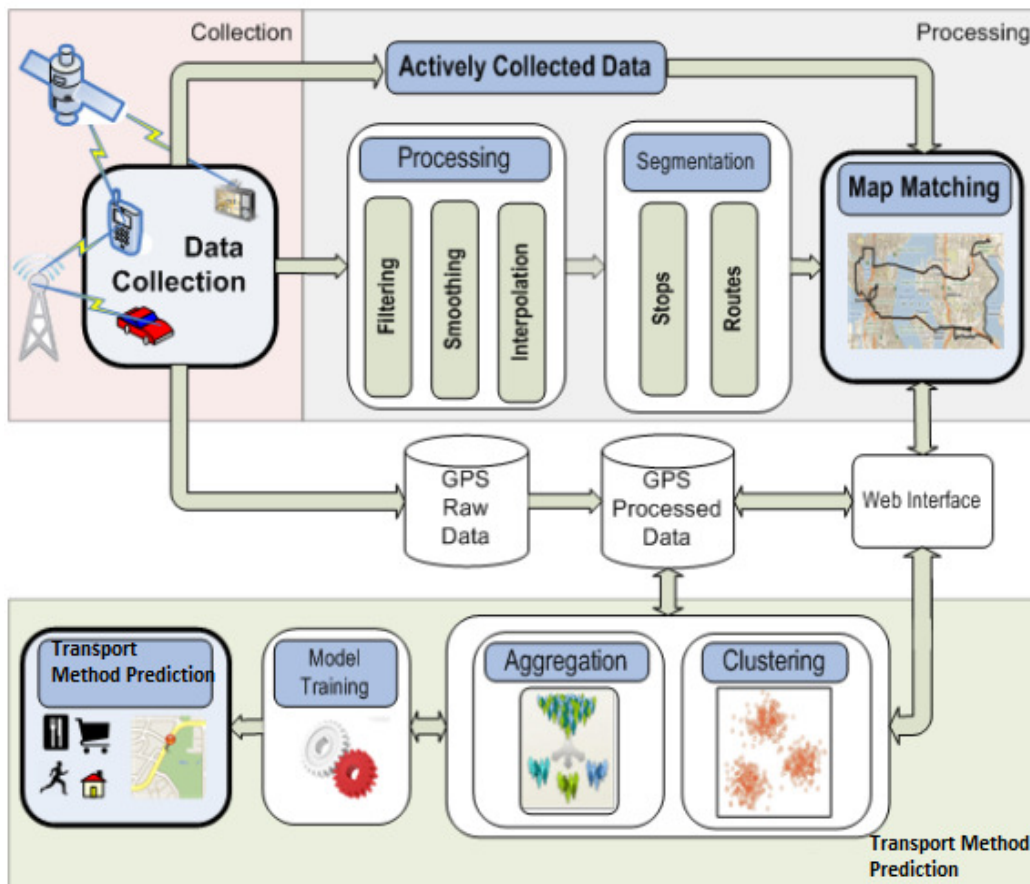 Collection
Processing
Actively Collected Data
Processing
Segmentation
Map Matching
Data
Collection
Filtering
Smoothing
Interpolation
Stops
Routes
GPS
Raw
Data
GPS
Processed
Data
Web Interface
Transport
Method Prediction
Model
Training
Aggregation
Clustering
Transport Method
Prediction